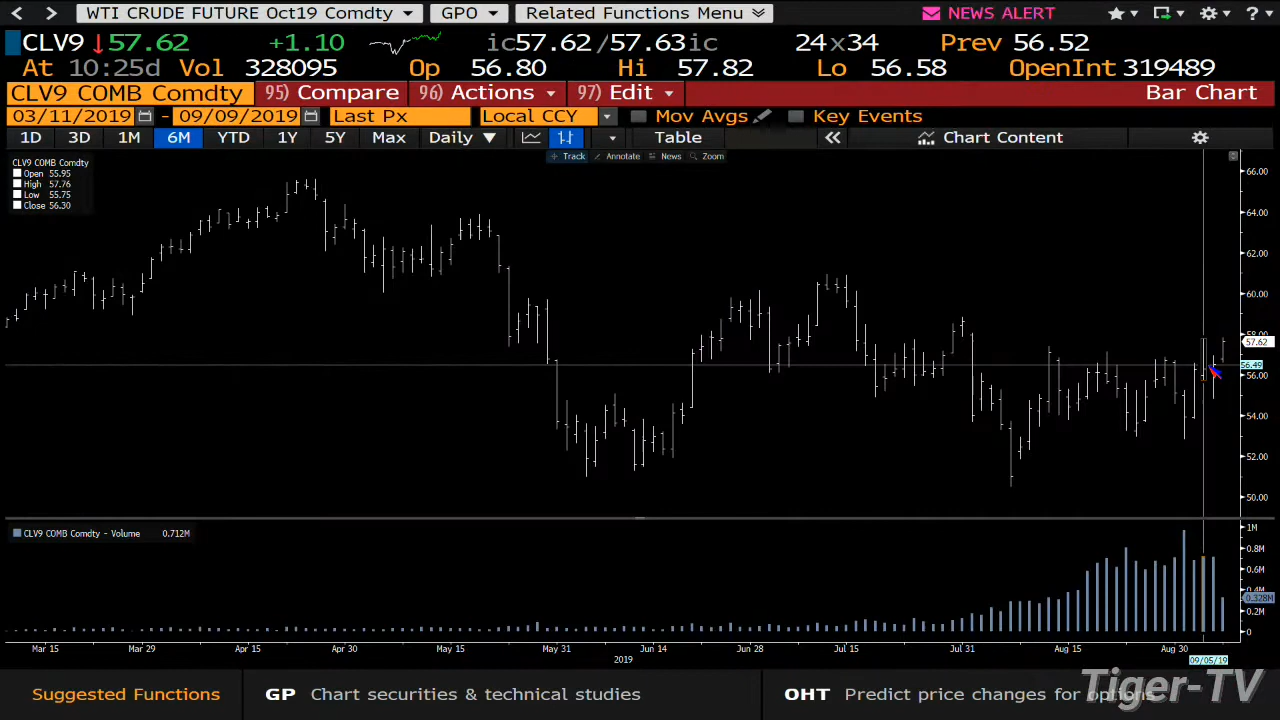 WTI CRUDE FUTURE Oct19 Comdty GPO Related Functions Menu NEWS ALERT ?
CLV9 ↓57.62 +1.10 ic57.62/57.63ic 24x34 Prev 56.52
At 10:25d Vol 328095 Op 56.80 Hi 57.82 Lo 56.58 OpenInt 319489
CLV9 COMB Comdty 95) Compare 96) Actions 97) Edit Bar Chart
03/11/2019 - 09/09/2019 Last Px Local CCY Mov Avgs Key Events
1D 3D 1M 6M YTD 1Y 5Y Max Daily ▼ Table Chart Content
Track Annotate News Zoom
CLV9 COMB Comdty
Open 55.95
High 57.76
Low 55.75
Close 56.30
66.00
64.00
62.00
60.00
58.00
57.62
56.49
56.00
54.00
52.00
50.00
CLV9 COMB Comdty - Volume 0.712M
1M
0.8M
0.6M
0.4M
0.328M
0.2M
0
Mar 15 Mar 29 Apr 15 Apr 30 May 15 May 31 Jun 14 Jun 28 Jul 15 Jul 31 Aug 15 Aug 30
2019 09/05/19
Suggested Functions GP Chart securities & technical studies OHT Predict price changes for options
Tiger-TV